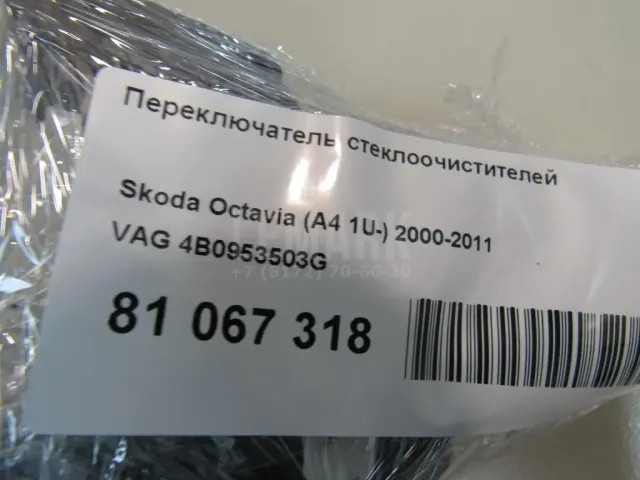 Переключатель стеклоочистителей
Skoda Octavia (A4 1U-) 2000-2011
VAG 4B0953503G
81 067 318